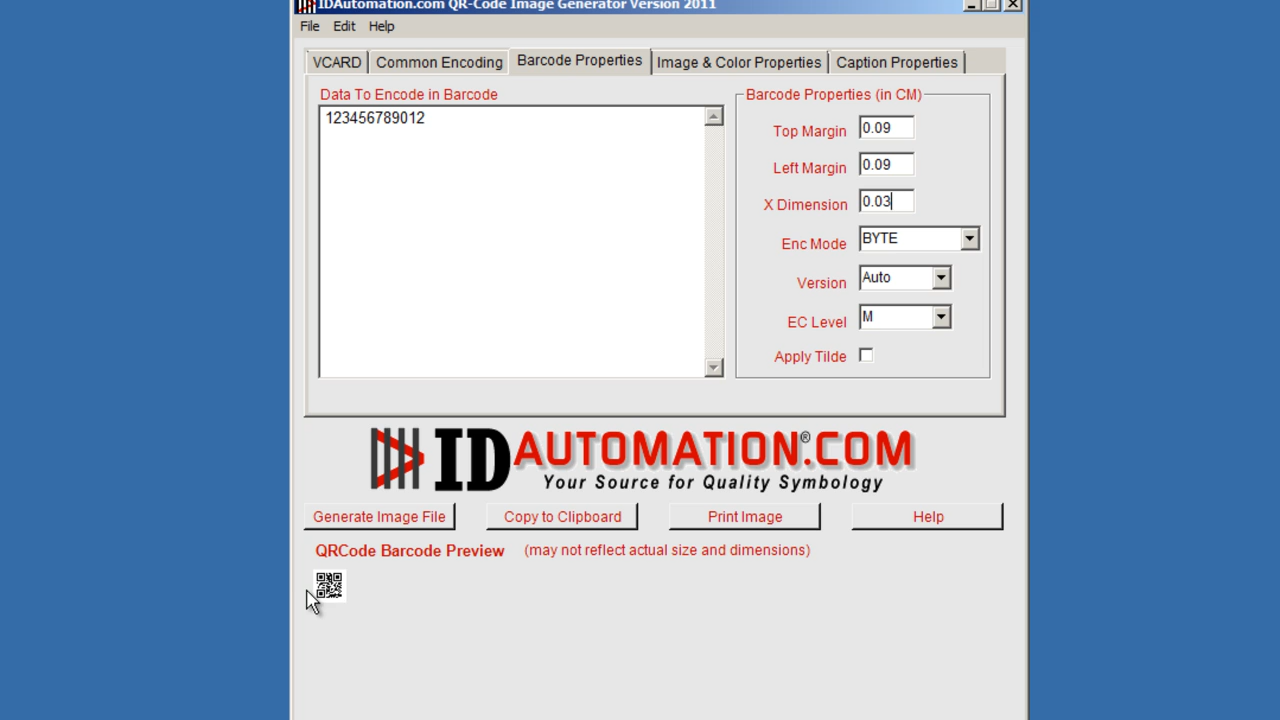 IDAutomation.com QR-Code Image Generator Version 2011
File Edit Help
VCARD Common Encoding Barcode Properties Image & Color Properties Caption Properties
Data To Encode in Barcode
123456789012
Barcode Properties (in CM)
Top Margin 0.09
Left Margin 0.09
X Dimension 0.03
Enc Mode BYTE
Version Auto
EC Level M
Apply Tilde
IDAUTOMATION®.COM
Your Source for Quality Symbology
Generate Image File Copy to Clipboard Print Image Help
QRCode Barcode Preview (may not reflect actual size and dimensions)